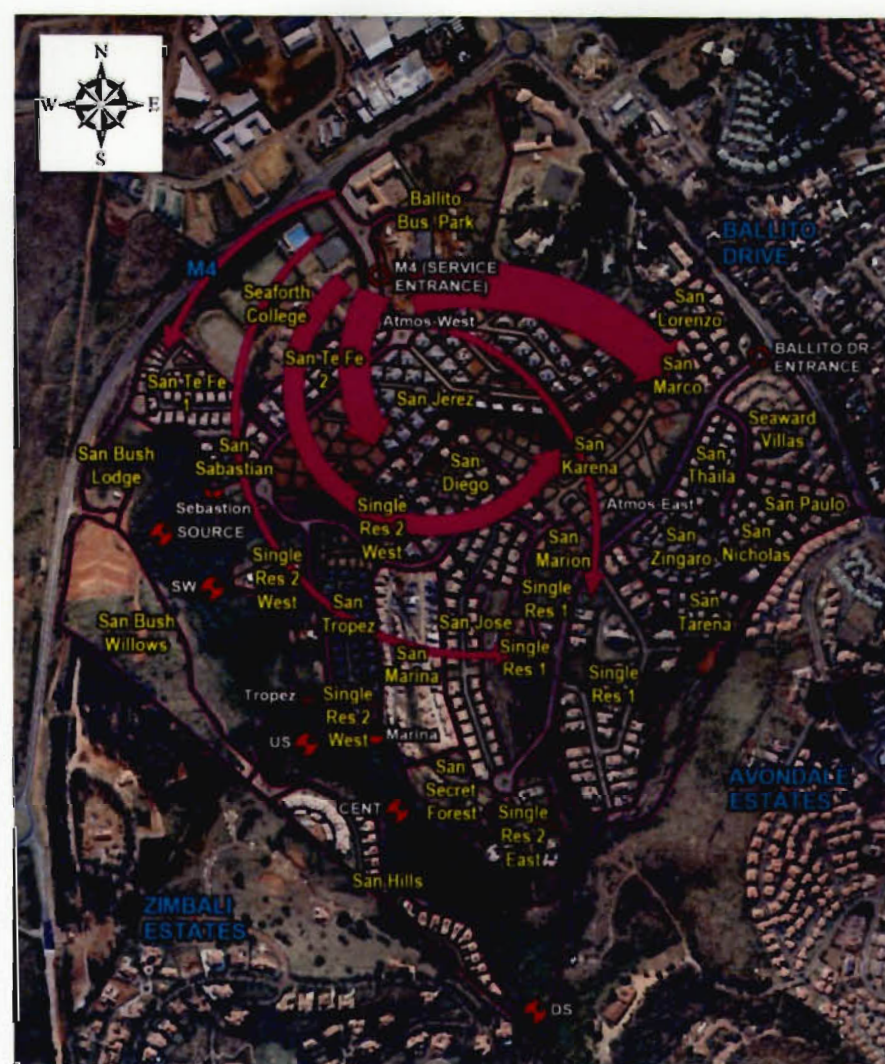 N
W E
S
Ballito
Bus. Park
BALLITO
DRIVE
M4
M4 (SERVICE
ENTRANCE)
Seaforth
College
San
Lorenzo
Atmos-West
BALLITO DR
ENTRANCE
San Te Fe
2
San
Marco
San Te Fe
1
San Jerez
Seaward
Villas
San Bush
Lodge
San
Sabastian
San
Diego
San
Karena
San
Thaila
Sebastion
Single
Res 2
West
Atmos-East
San Paulo
SOURCE
San
Marion
San
Zingaro
San
Nicholas
SW
Single
Res 2
West
Single
Res 1
San Bush
Willows
San
Tropez
San Jose
San
Tarena
Single
Res 1
San
Marina
Single
Res 1
Tropez
Single
Res 2
West
US
Marina
San
Secret
Forest
AVONDALE
ESTATES
CENT
Single
Res 2
East
San Hills
ZIMBALI
ESTATES
DS